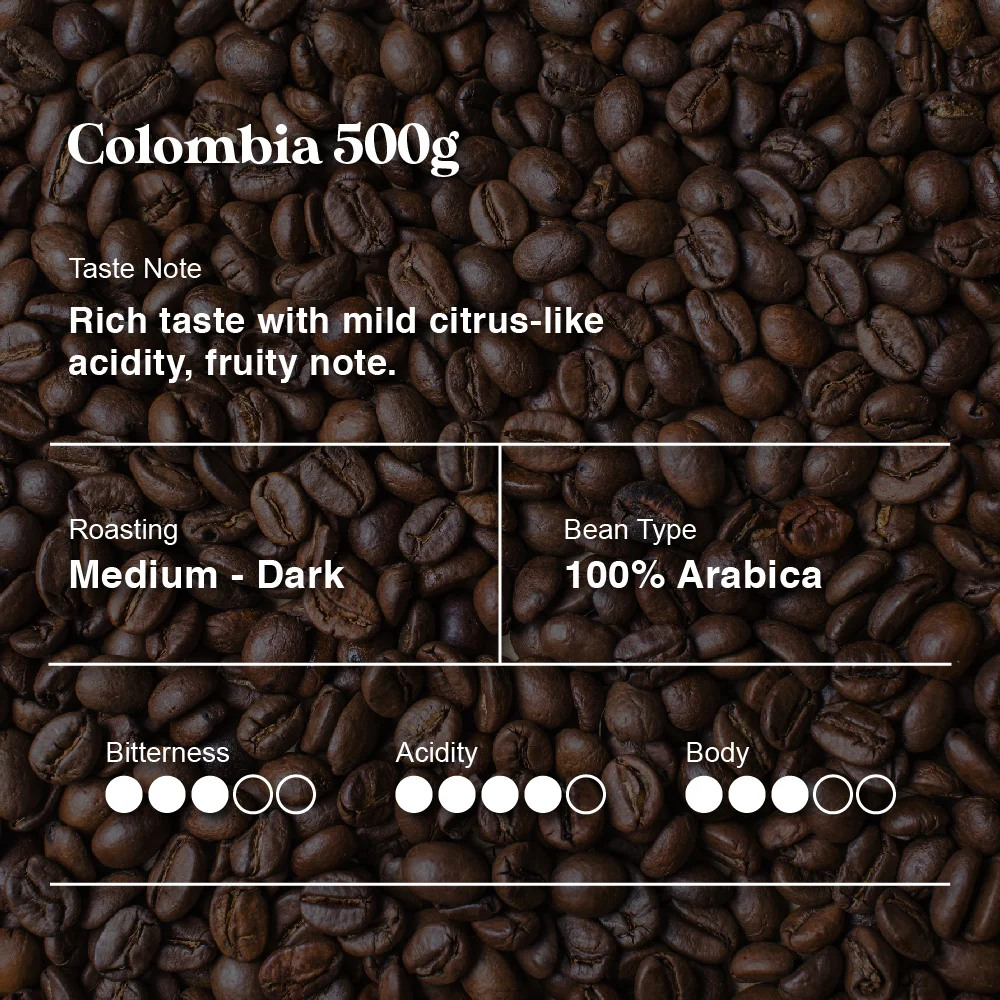 Colombia 500g
Taste Note
Rich taste with mild citrus-like
acidity, fruity note.
Roasting
Medium - Dark
Bean Type
100% Arabica
Bitterness
Acidity
Body